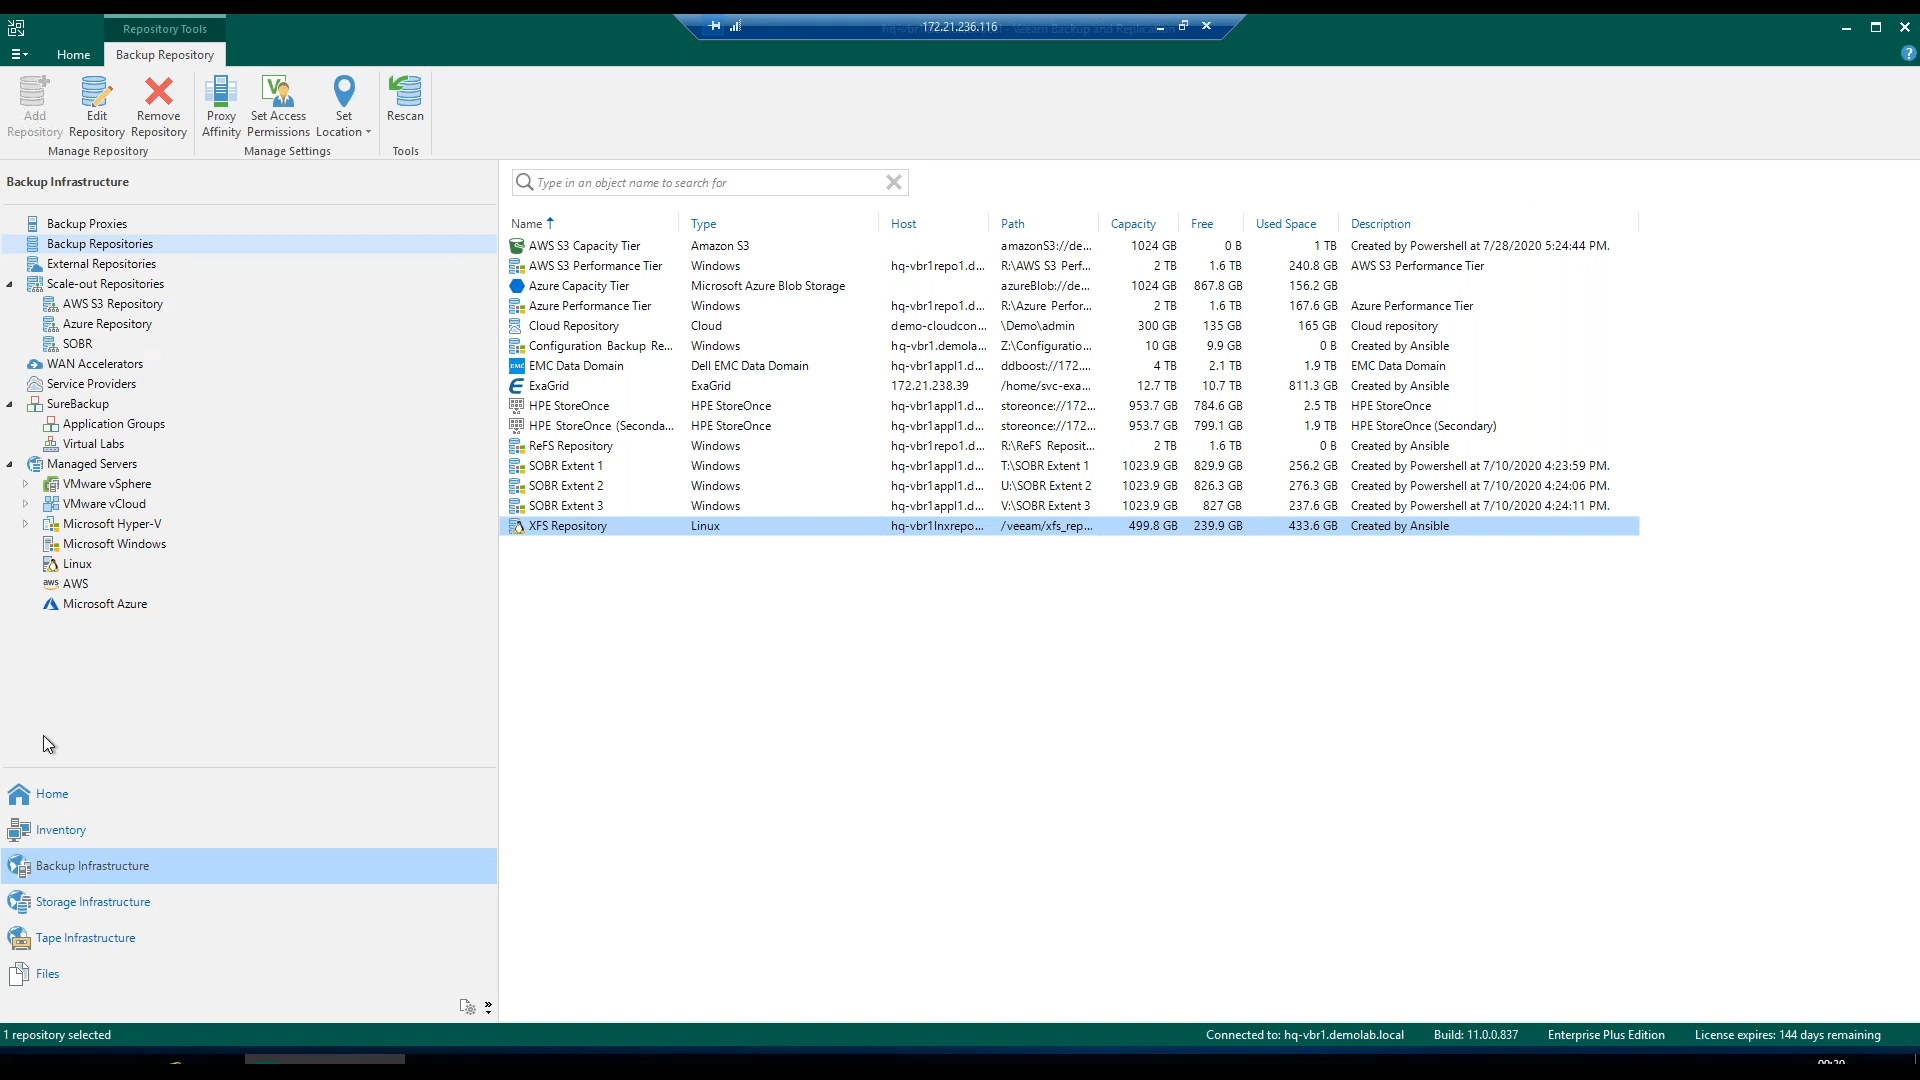 Repository Tools
172.21.236.116
Home
Backup Repository
Add Repository
Edit Repository
Remove Repository
Proxy Affinity
Set Access Permissions
Set Location
Rescan
Manage Repository
Manage Settings
Tools
Backup Infrastructure
Type in an object name to search for
Backup Proxies
Backup Repositories
External Repositories
Scale-out Repositories
AWS S3 Repository
Azure Repository
SOBR
WAN Accelerators
Service Providers
SureBackup
Application Groups
Virtual Labs
Managed Servers
VMware vSphere
VMware vCloud
Microsoft Hyper-V
Microsoft Windows
Linux
aws AWS
Microsoft Azure
Home
Inventory
Backup Infrastructure
Storage Infrastructure
Tape Infrastructure
Files
Name Type Host Path Capacity Free Used Space Description
AWS S3 Capacity Tier Amazon S3 amazonS3://de... 1024 GB 0 B 1 TB Created by Powershell at 7/28/2020 5:24:44 PM.
AWS S3 Performance Tier Windows hq-vbr1repo1.d... R:\AWS S3 Perf... 2 TB 1.6 TB 240.8 GB AWS S3 Performance Tier
Azure Capacity Tier Microsoft Azure Blob Storage azureBlob://de... 1024 GB 867.8 GB 156.2 GB
Azure Performance Tier Windows hq-vbr1repo1.d... R:\Azure Perfor... 2 TB 1.6 TB 167.6 GB Azure Performance Tier
Cloud Repository Cloud demo-cloudcon... \Demo\admin 300 GB 135 GB 165 GB Cloud repository
Configuration Backup Re... Windows hq-vbr1.demola... Z:\Configuratio... 10 GB 9.9 GB 0 B Created by Ansible
EMC EMC Data Domain Dell EMC Data Domain hq-vbr1appl1.d... ddboost://172.... 4 TB 2.1 TB 1.9 TB EMC Data Domain
ExaGrid ExaGrid 172.21.238.39 /home/svc-exa... 12.7 TB 10.7 TB 811.3 GB Created by Ansible
HPE StoreOnce HPE StoreOnce hq-vbr1appl1.d... storeonce://172... 953.7 GB 784.6 GB 2.5 TB HPE StoreOnce
HPE StoreOnce (Seconda... HPE StoreOnce hq-vbr1appl1.d... storeonce://172... 953.7 GB 799.1 GB 1.9 TB HPE StoreOnce (Secondary)
ReFS Repository Windows hq-vbr1repo1.d... R:\ReFS Reposit... 2 TB 1.6 TB 0 B Created by Ansible
SOBR Extent 1 Windows hq-vbr1appl1.d... T:\SOBR Extent 1 1023.9 GB 829.9 GB 256.2 GB Created by Powershell at 7/10/2020 4:23:59 PM.
SOBR Extent 2 Windows hq-vbr1appl1.d... U:\SOBR Extent 2 1023.9 GB 826.3 GB 276.3 GB Created by Powershell at 7/10/2020 4:24:06 PM.
SOBR Extent 3 Windows hq-vbr1appl1.d... V:\SOBR Extent 3 1023.9 GB 827 GB 237.6 GB Created by Powershell at 7/10/2020 4:24:11 PM.
XFS Repository Linux hq-vbr1lnxrepo... /veeam/xfs_rep... 499.8 GB 239.9 GB 433.6 GB Created by Ansible
1 repository selected
Connected to: hq-vbr1.demolab.local
Build: 11.0.0.837
Enterprise Plus Edition
License expires: 144 days remaining